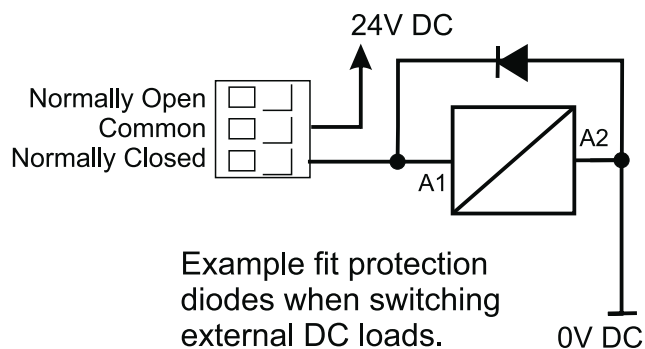 24V DC
Normally Open
Common
Normally Closed
A1
A2
Example fit protection
diodes when switching
external DC loads.
0V DC